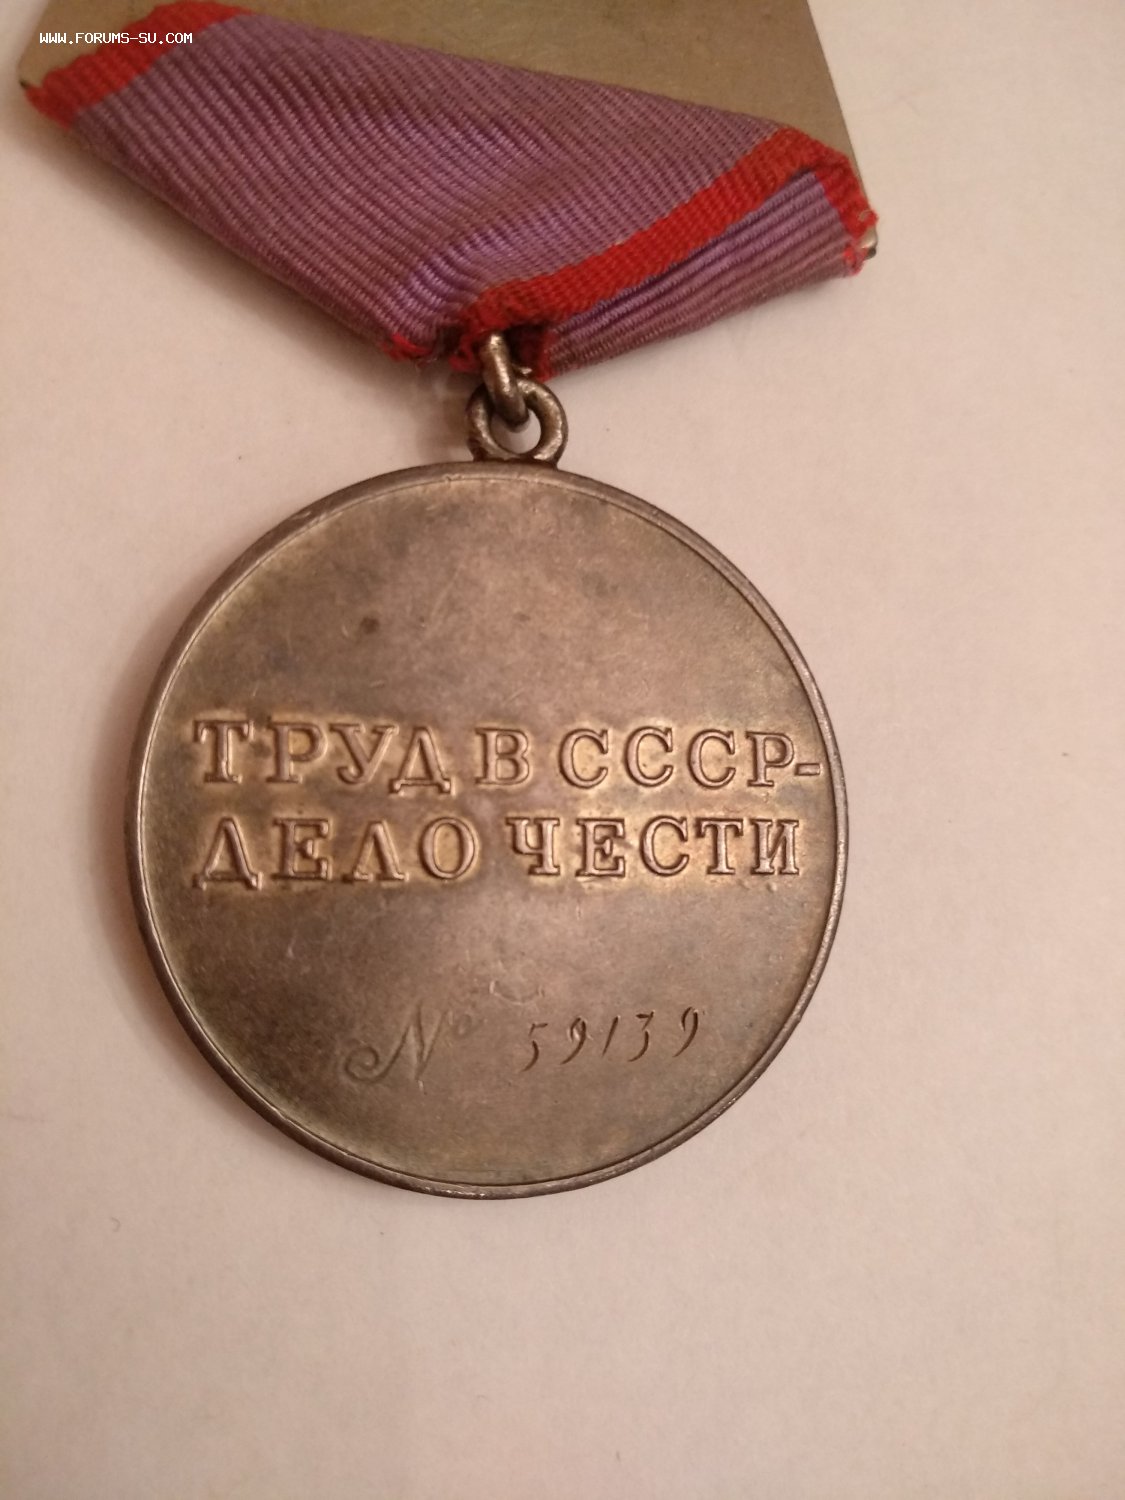 WWW.FORUMS-SU.COM
ТРУД В СССР-
ДЕЛО ЧЕСТИ
№ 59139